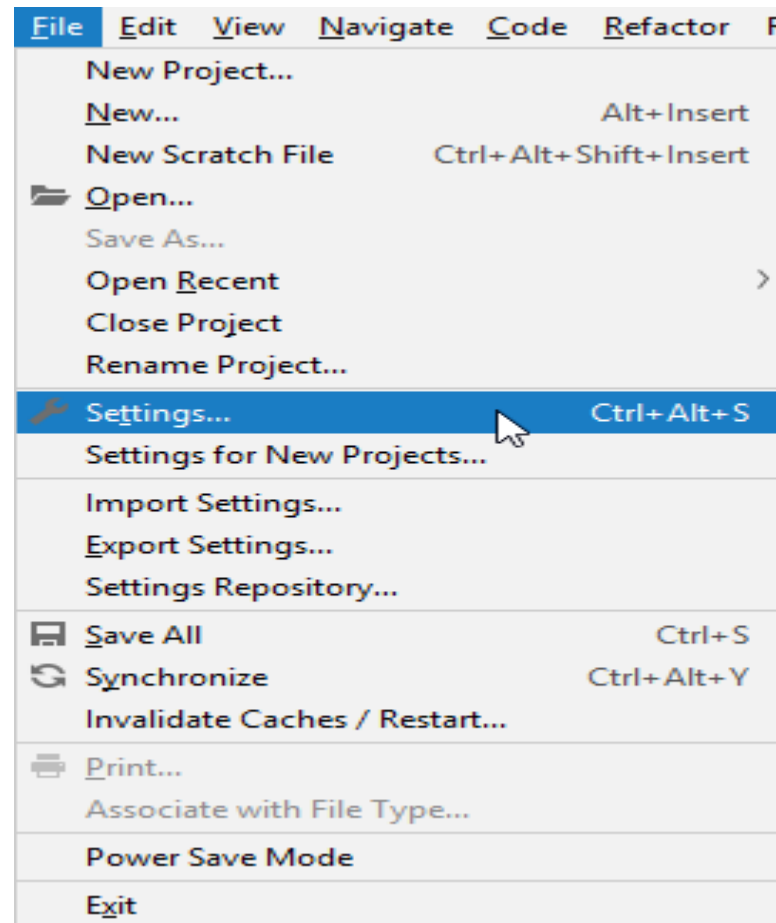 File Edit View Navigate Code Refactor
New Project...
New... Alt+Insert
New Scratch File Ctrl+Alt+Shift+Insert
Open...
Save As...
Open Recent
Close Project
Rename Project...
Settings... Ctrl+Alt+S
Settings for New Projects...
Import Settings...
Export Settings...
Settings Repository...
Save All Ctrl+S
Synchronize Ctrl+Alt+Y
Invalidate Caches / Restart...
Print...
Associate with File Type...
Power Save Mode
Exit